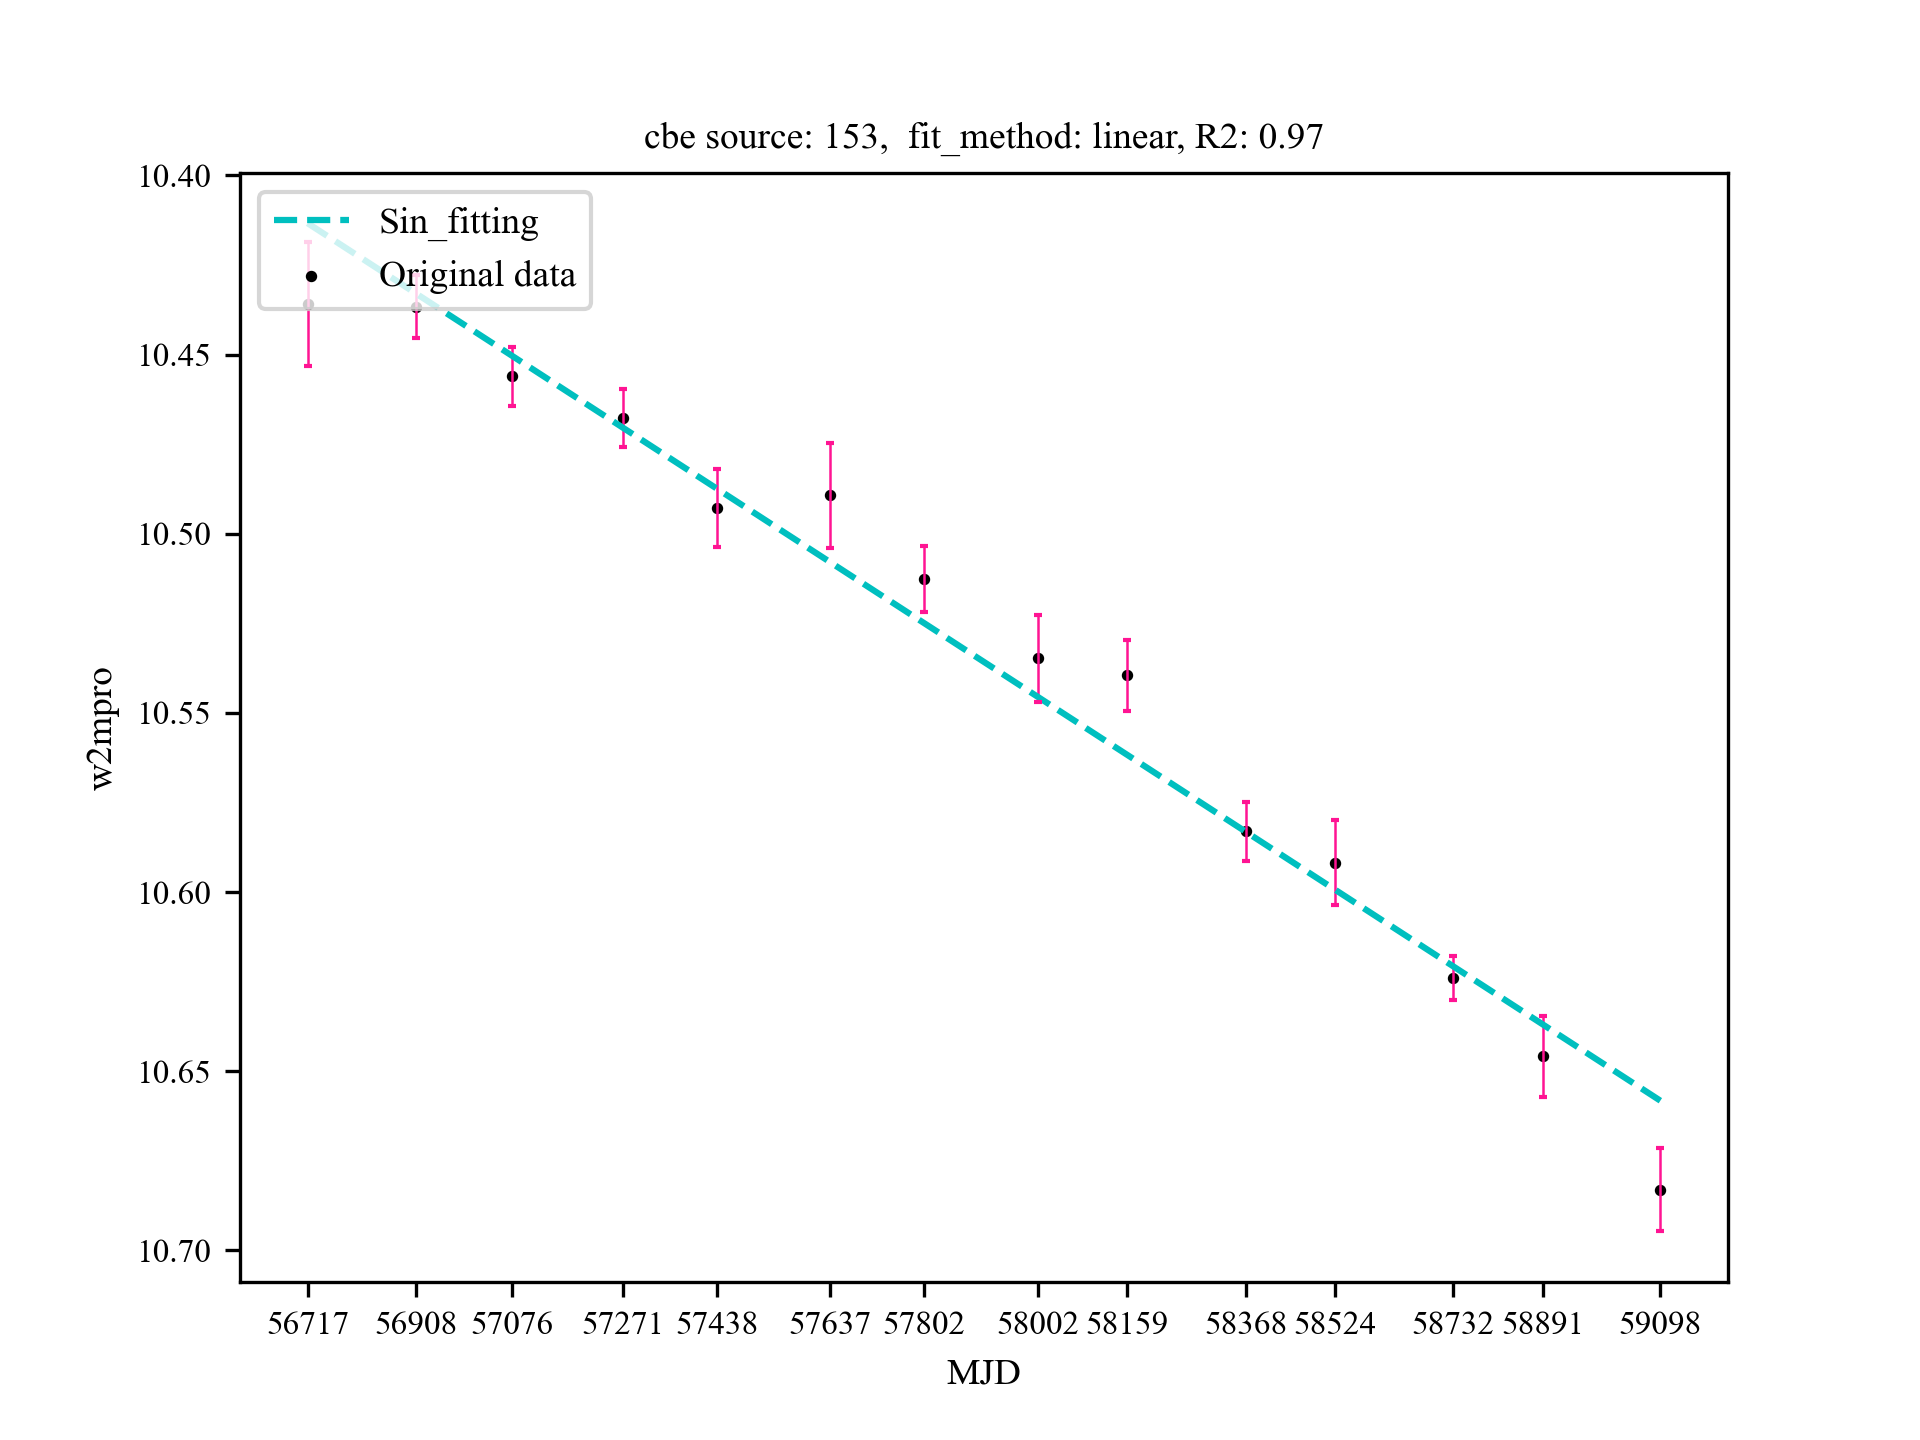 cbe source: 153,  fit_method: linear, R2: 0.97
Sin_fitting
Original data
10.40
10.45
10.50
10.55
10.60
10.65
10.70
w2mpro
56717 56908 57076 57271 57438 57637 57802 58002 58159 58368 58524 58732 58891 59098
MJD